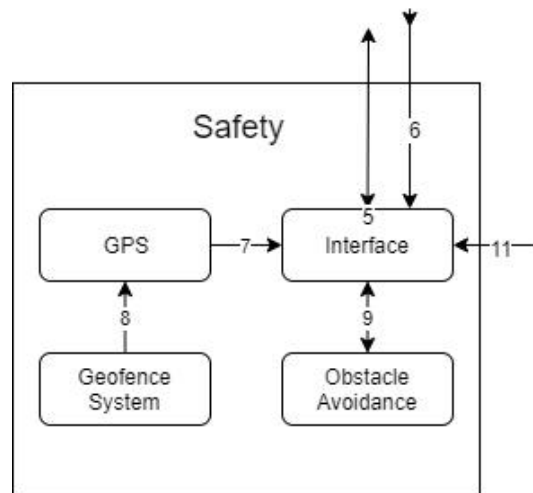 6
Safety
5
GPS
7
Interface
11
8
9
Geofence
System
Obstacle
Avoidance